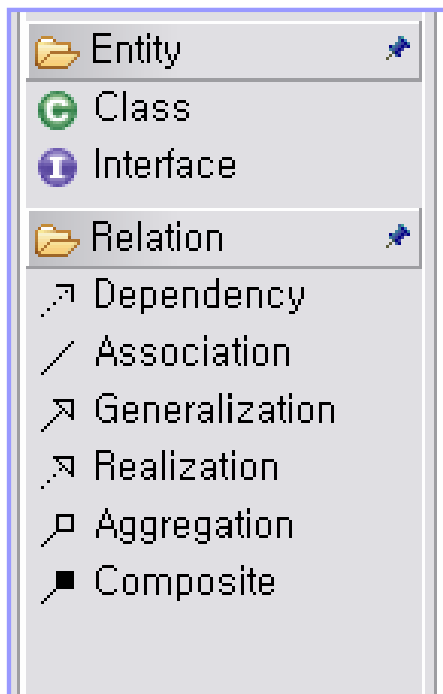 Entity
C Class
I Interface
Relation
Dependency
Association
Generalization
Realization
Aggregation
Composite